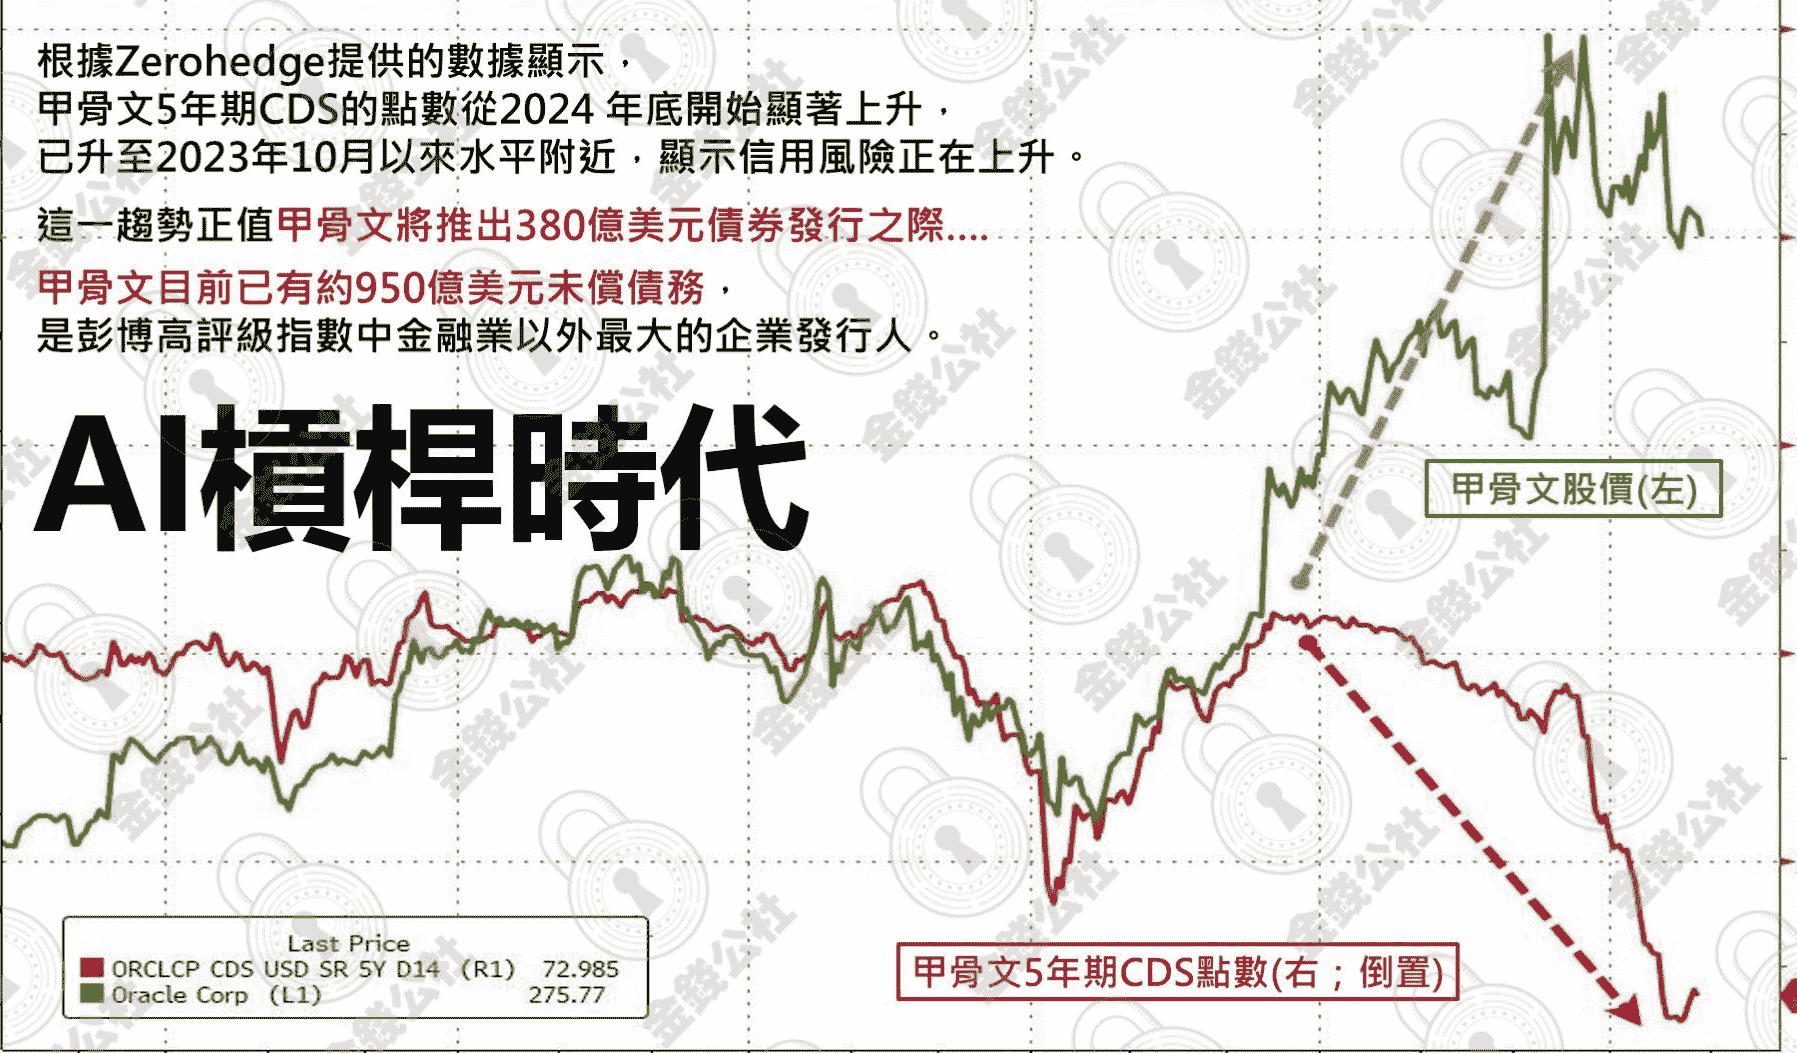 根據Zerohedge提供的數據顯示，
甲骨文5年期CDS的點數從2024 年底開始顯著上升，
已升至2023年10月以來水平附近，顯示信用風險正在上升。
這一趨勢正值甲骨文將推出380億美元債券發行之際....
甲骨文目前已有約950億美元未償債務，
是彭博高評級指數中金融業以外最大的企業發行人。
AI槓桿時代
甲骨文股價(左)
甲骨文5年期CDS點數(右；倒置)
Last Price
ORCLCP CDS USD SR 5Y D14 (R1) 72.985
Oracle Corp (L1) 275.77
金錢公社